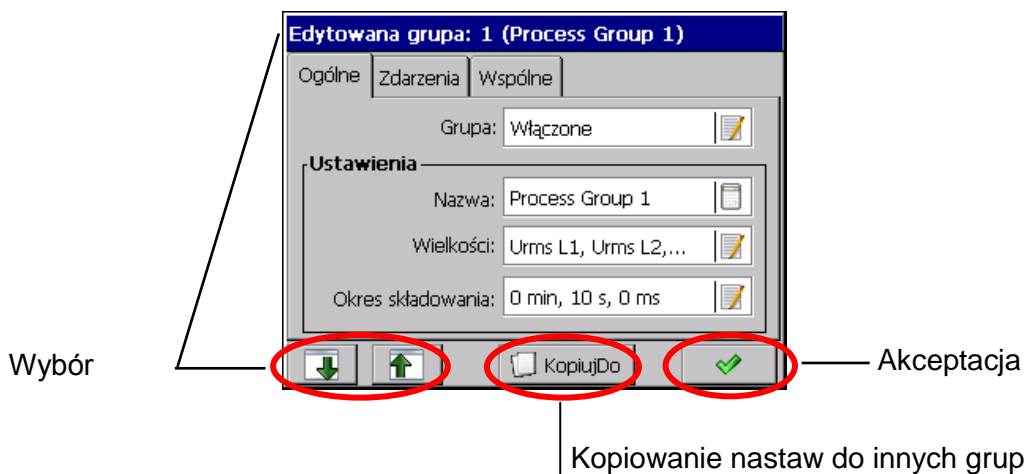 Edytowana grupa: 1 (Process Group 1)
Ogólne Zdarzenia Wspólne
Grupa: Włączone
Ustawienia
Nazwa: Process Group 1
Wielkości: Urms L1, Urms L2,...
Okres składowania: 0 min, 10 s, 0 ms
Wybór KopiujDo Akceptacja
Kopiowanie nastaw do innych grup